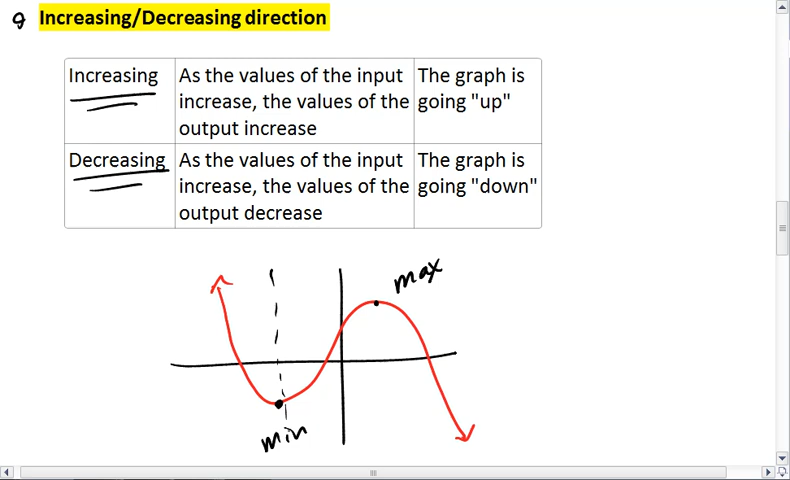 Increasing/Decreasing direction
Increasing
As the values of the input
increase, the values of the
output increase
The graph is
going "up"
Decreasing
As the values of the input
increase, the values of the
output decrease
The graph is
going "down"
max
min